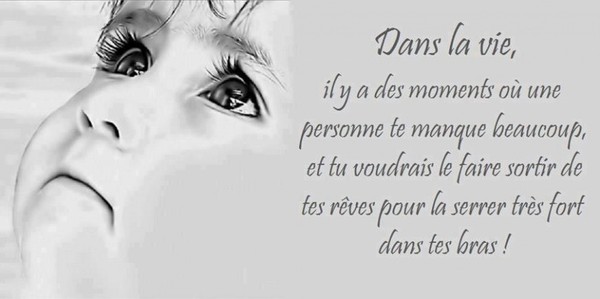 Dans la vie,
il y a des moments où une
personne te manque beaucoup,
et tu voudrais le faire sortir de
tes rêves pour la serrer très fort
dans tes bras !